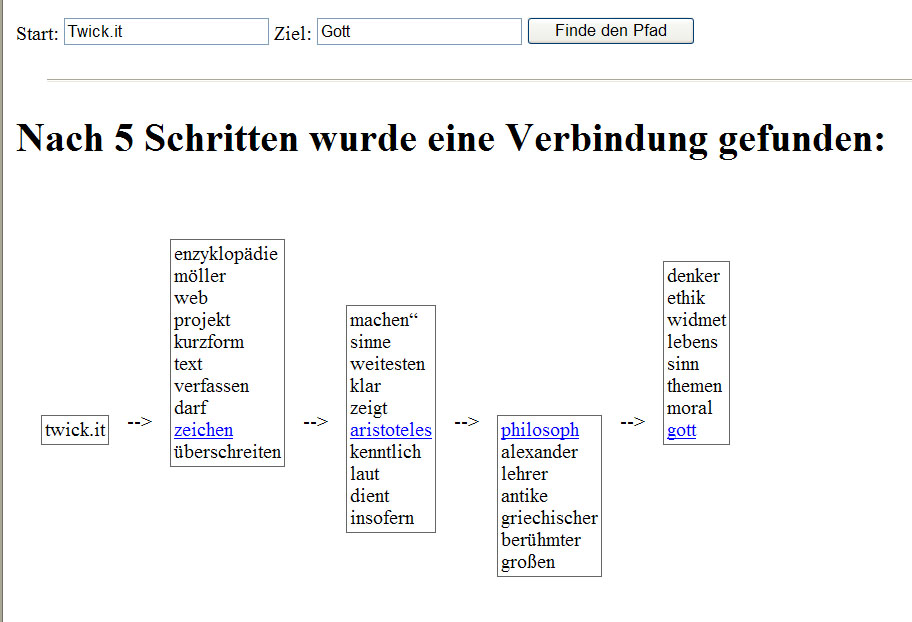 Start: Twick.it Ziel: Gott Finde den Pfad
Nach 5 Schritten wurde eine Verbindung gefunden:
twick.it
-->
enzyklopädie
möller
web
projekt
kurzform
text
verfassen
darf
zeichen
überschreiten
-->
machen“
sinne
weitesten
klar
zeigt
aristoteles
kenntlich
laut
dient
insofern
-->
philosoph
alexander
lehrer
antike
griechischer
berühmter
großen
-->
denker
ethik
widmet
lebens
sinn
themen
moral
gott